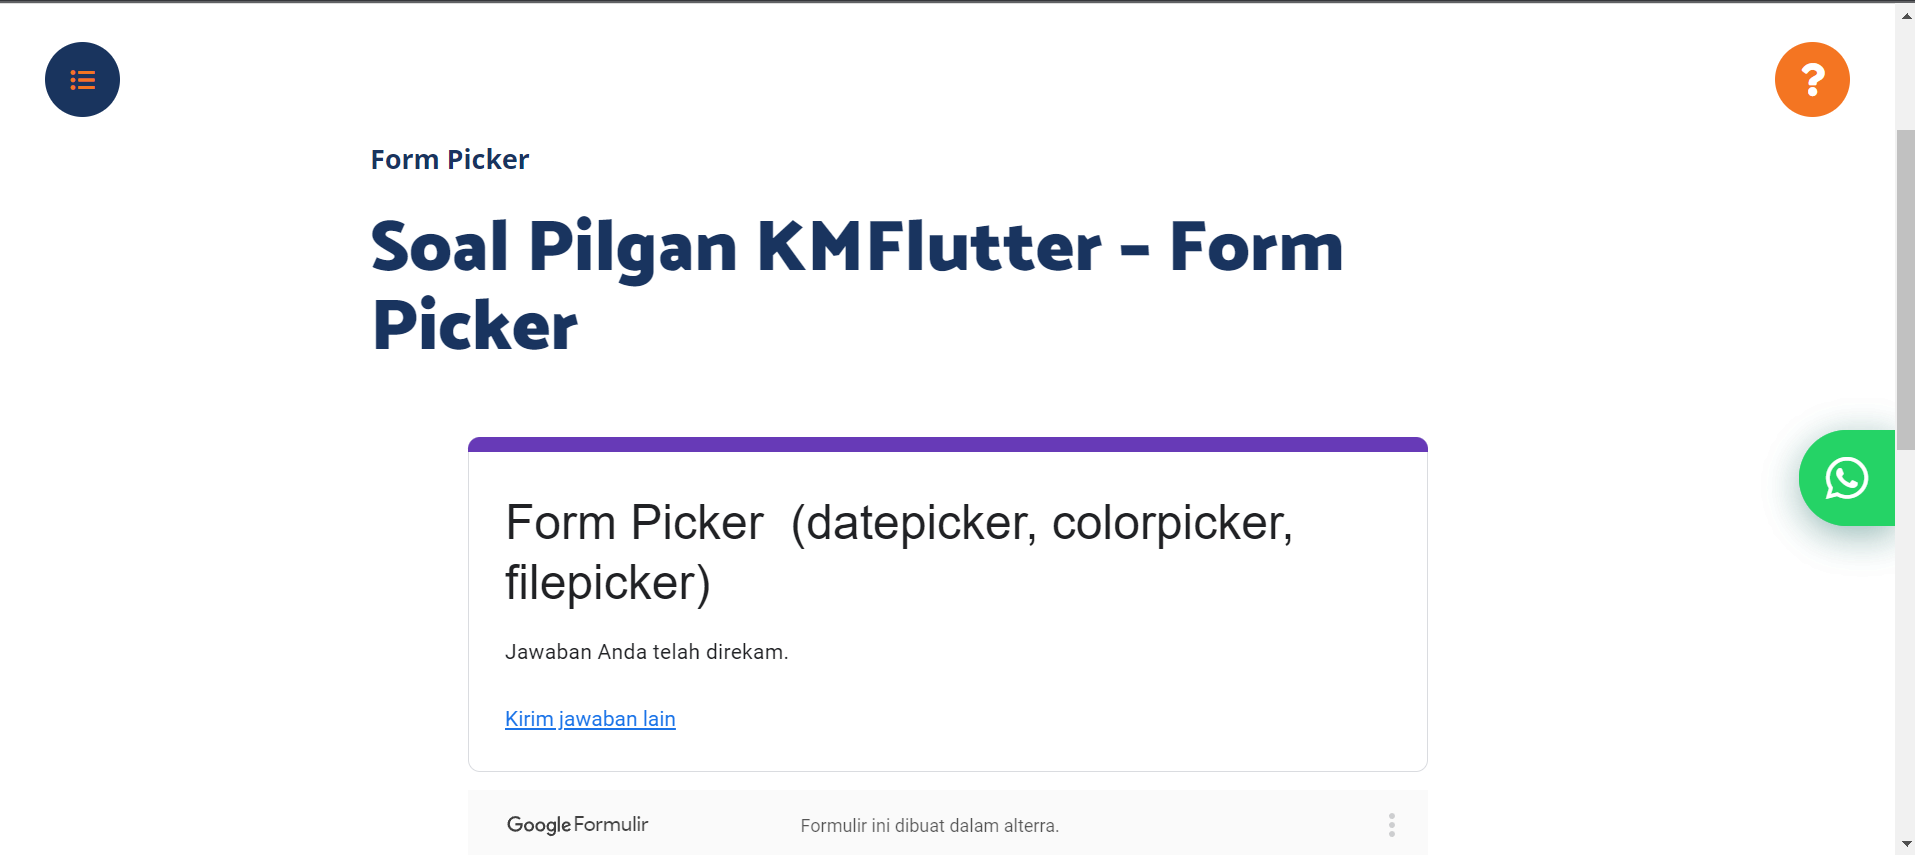 Form Picker
Soal Pilgan KMFlutter – Form
Picker
Form Picker  (datepicker, colorpicker,
filepicker)
Jawaban Anda telah direkam.
Kirim jawaban lain
Google Formulir
Formulir ini dibuat dalam alterra.